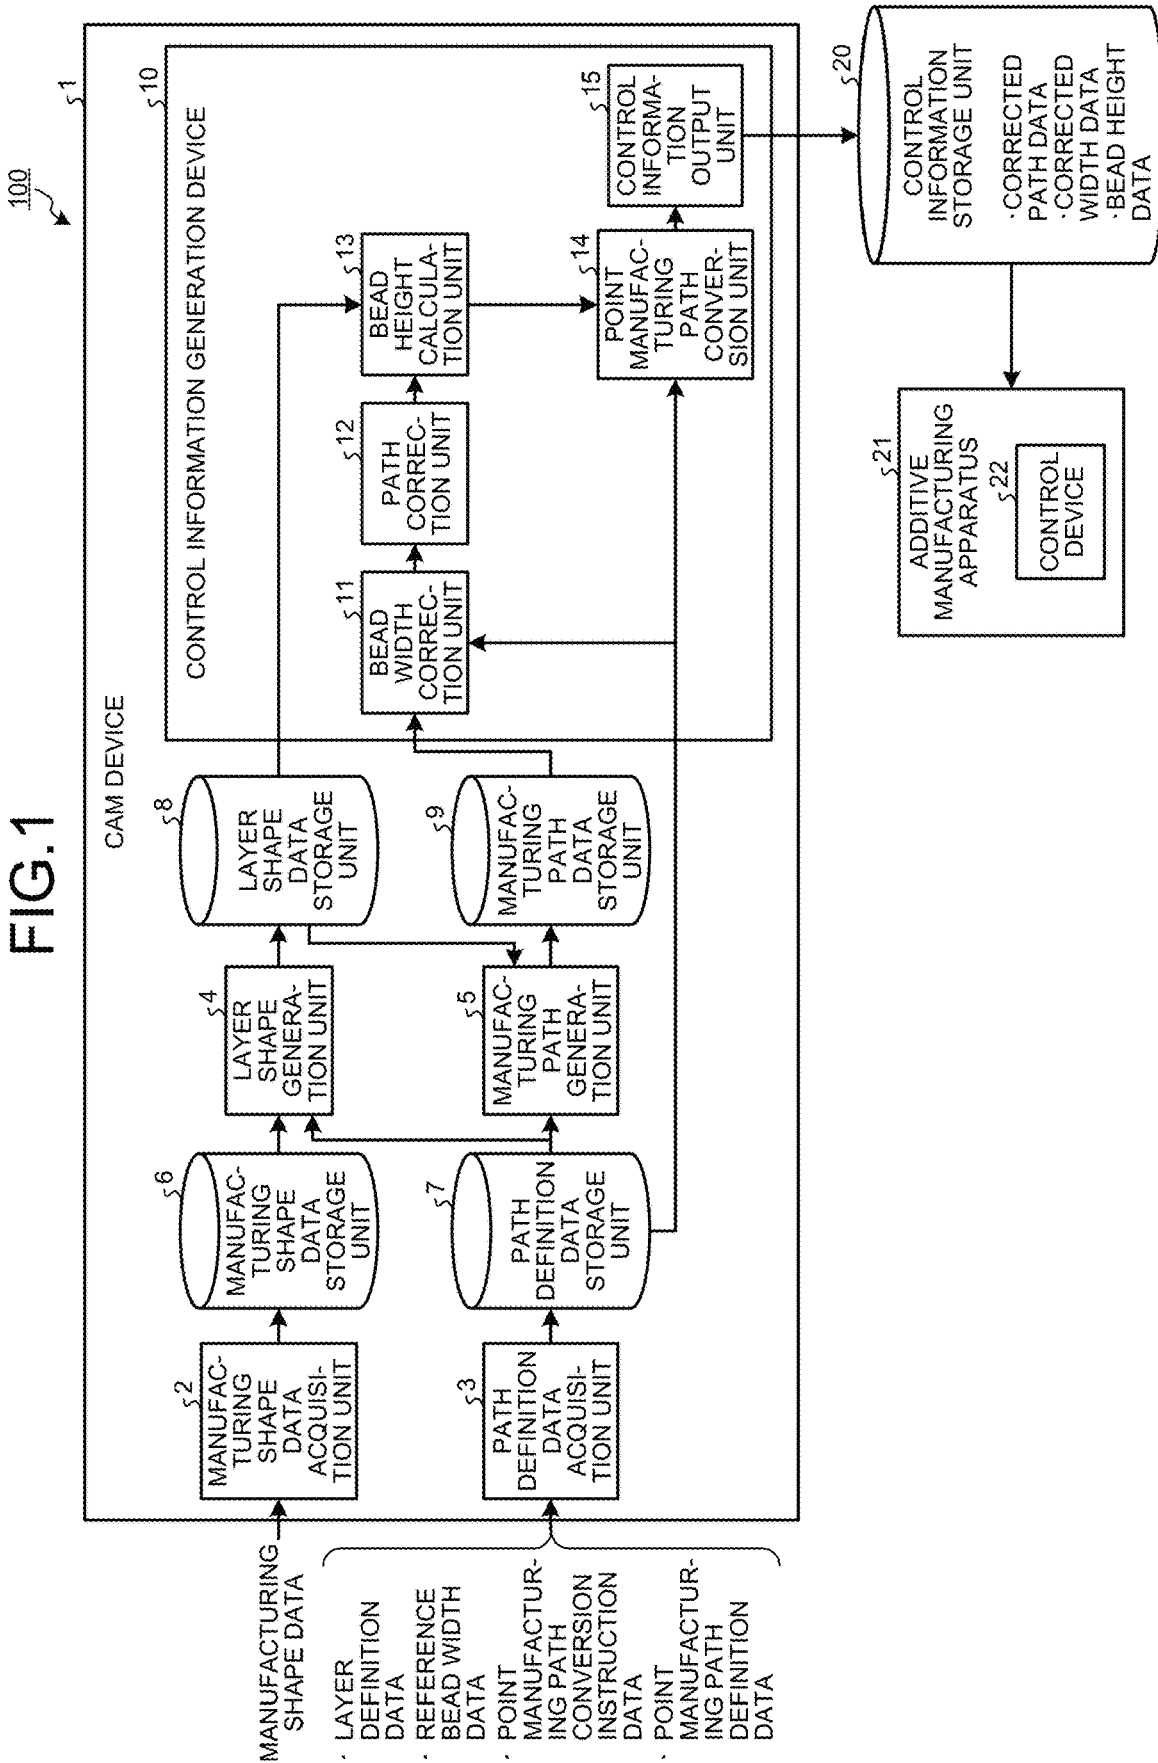 FIG.1
100
1
CAM DEVICE
10
CONTROL INFORMATION GENERATION DEVICE
MANUFACTURING
SHAPE DATA
2
MANUFAC-
TURING
SHAPE
DATA
ACQUISI-
TION UNIT
6
MANUFAC-
TURING
SHAPE
DATA
STORAGE
UNIT
4
LAYER
SHAPE
GENERA-
TION UNIT
8
LAYER
SHAPE
DATA
STORAGE
UNIT
LAYER
DEFINITION
DATA
REFERENCE
BEAD WIDTH
DATA
POINT
MANUFACTUR-
ING PATH
CONVERSION
INSTRUCTION
DATA
POINT
MANUFACTUR-
ING PATH
DEFINITION
DATA
3
PATH
DEFINITION
DATA
ACQUISI-
TION UNIT
7
PATH
DEFINITION
DATA
STORAGE
UNIT
5
MANUFAC-
TURING
PATH
GENERA-
TION UNIT
9
MANUFAC-
TURING
PATH
DATA
STORAGE
UNIT
11
BEAD
WIDTH
CORREC-
TION UNIT
12
PATH
CORREC-
TION UNIT
13
BEAD
HEIGHT
CALCULA-
TION UNIT
14
POINT
MANUFAC-
TURING
PATH
CONVER-
SION UNIT
15
CONTROL
INFORMA-
TION
OUTPUT
UNIT
20
CONTROL
INFORMATION
STORAGE UNIT
·CORRECTED
PATH DATA
·CORRECTED
WIDTH DATA
·BEAD HEIGHT
DATA
21
ADDITIVE
MANUFACTURING
APPARATUS
22
CONTROL
DEVICE